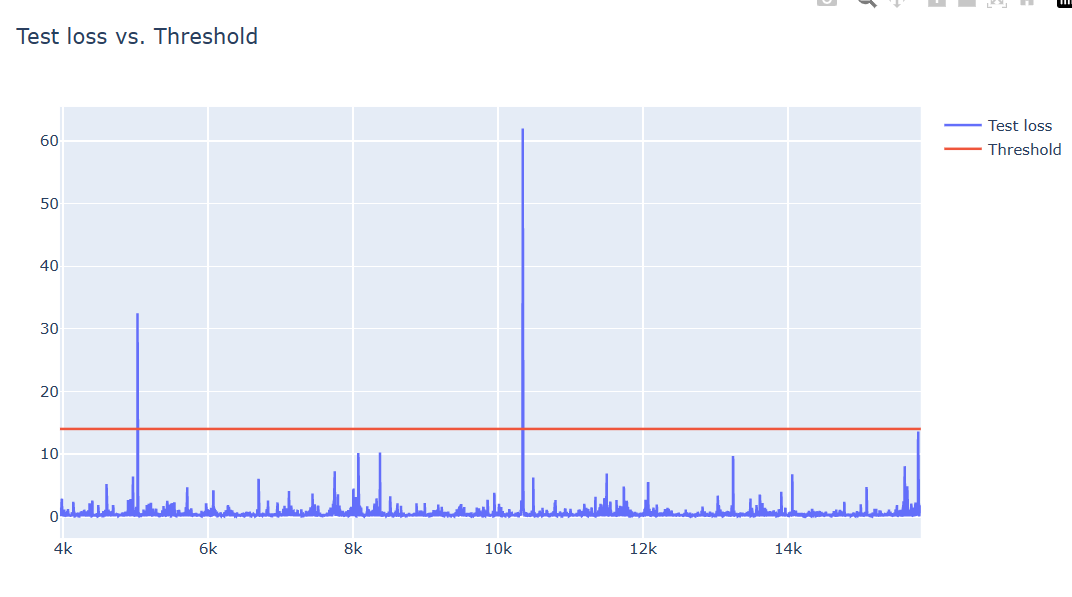 Test loss vs. Threshold
Test loss
Threshold
60
50
40
30
20
10
0
4k
6k
8k
10k
12k
14k